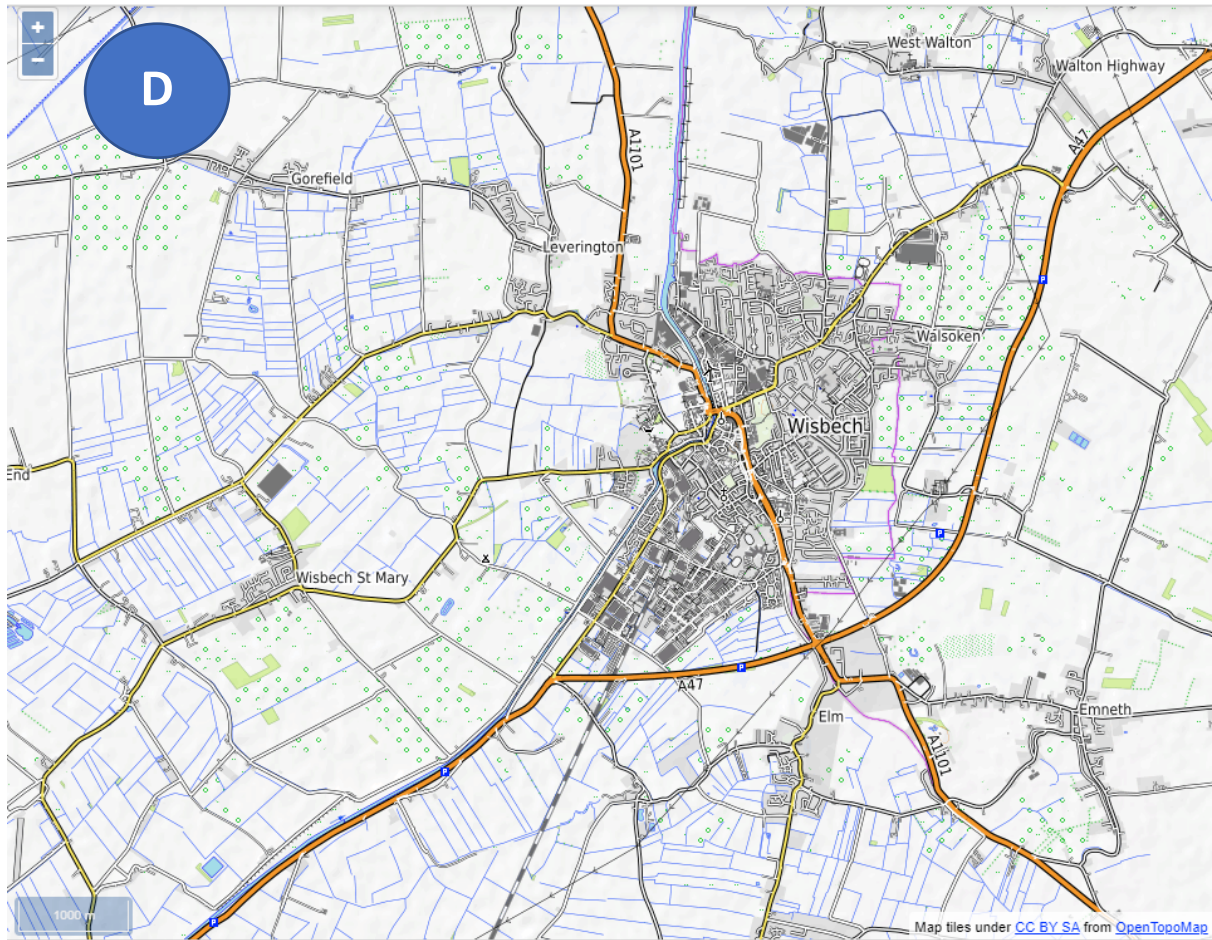 +
−
D
West Walton
Walton Highway
A47
A1101
Gorefield
Leverington
Walsoken
Wisbech
End
Wisbech St Mary
A47
Elm
Emneth
A1101
P
P
P
P
P
1000 m
Map tiles under CC BY SA from OpenTopoMap